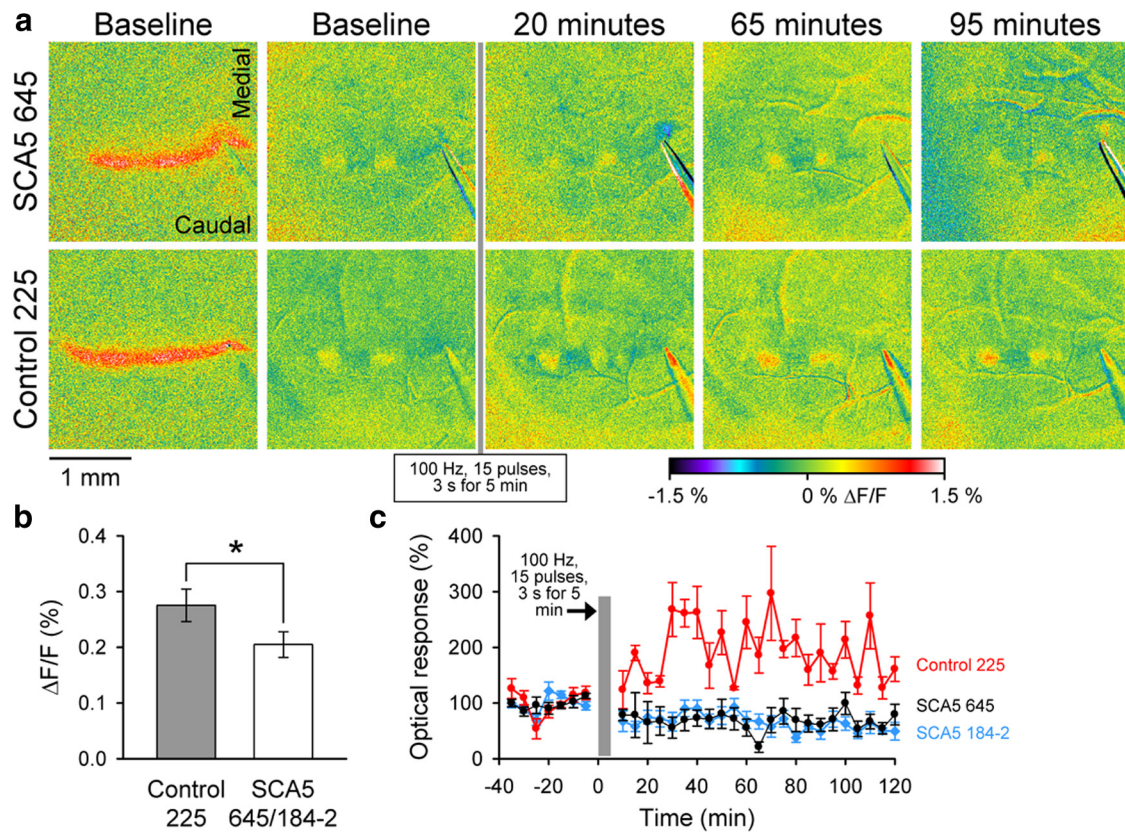 a
Baseline
Baseline
20 minutes
65 minutes
95 minutes
SCA5 645
Medial
Caudal
Control 225
1 mm
100 Hz, 15 pulses,
3 s for 5 min
-1.5 %
0 % ΔF/F
1.5 %
b
0.4
0.3
0.2
0.1
0.0
ΔF/F (%)
*
Control
225
SCA5
645/184-2
c
400
300
200
100
0
Optical response (%)
100 Hz,
15 pulses,
3 s for 5
min
Control 225
SCA5 645
SCA5 184-2
-40
-20
0
20
40
60
80
100
120
Time (min)